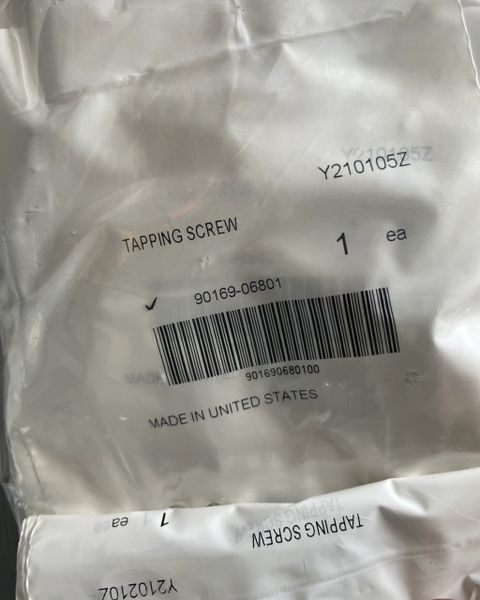 Y210105Z
TAPPING SCREW
1 ea
✓ 90169-06801
901690680100
MADE IN UNITED STATES
TAPPING SCREW
1 ea
Y210210Z